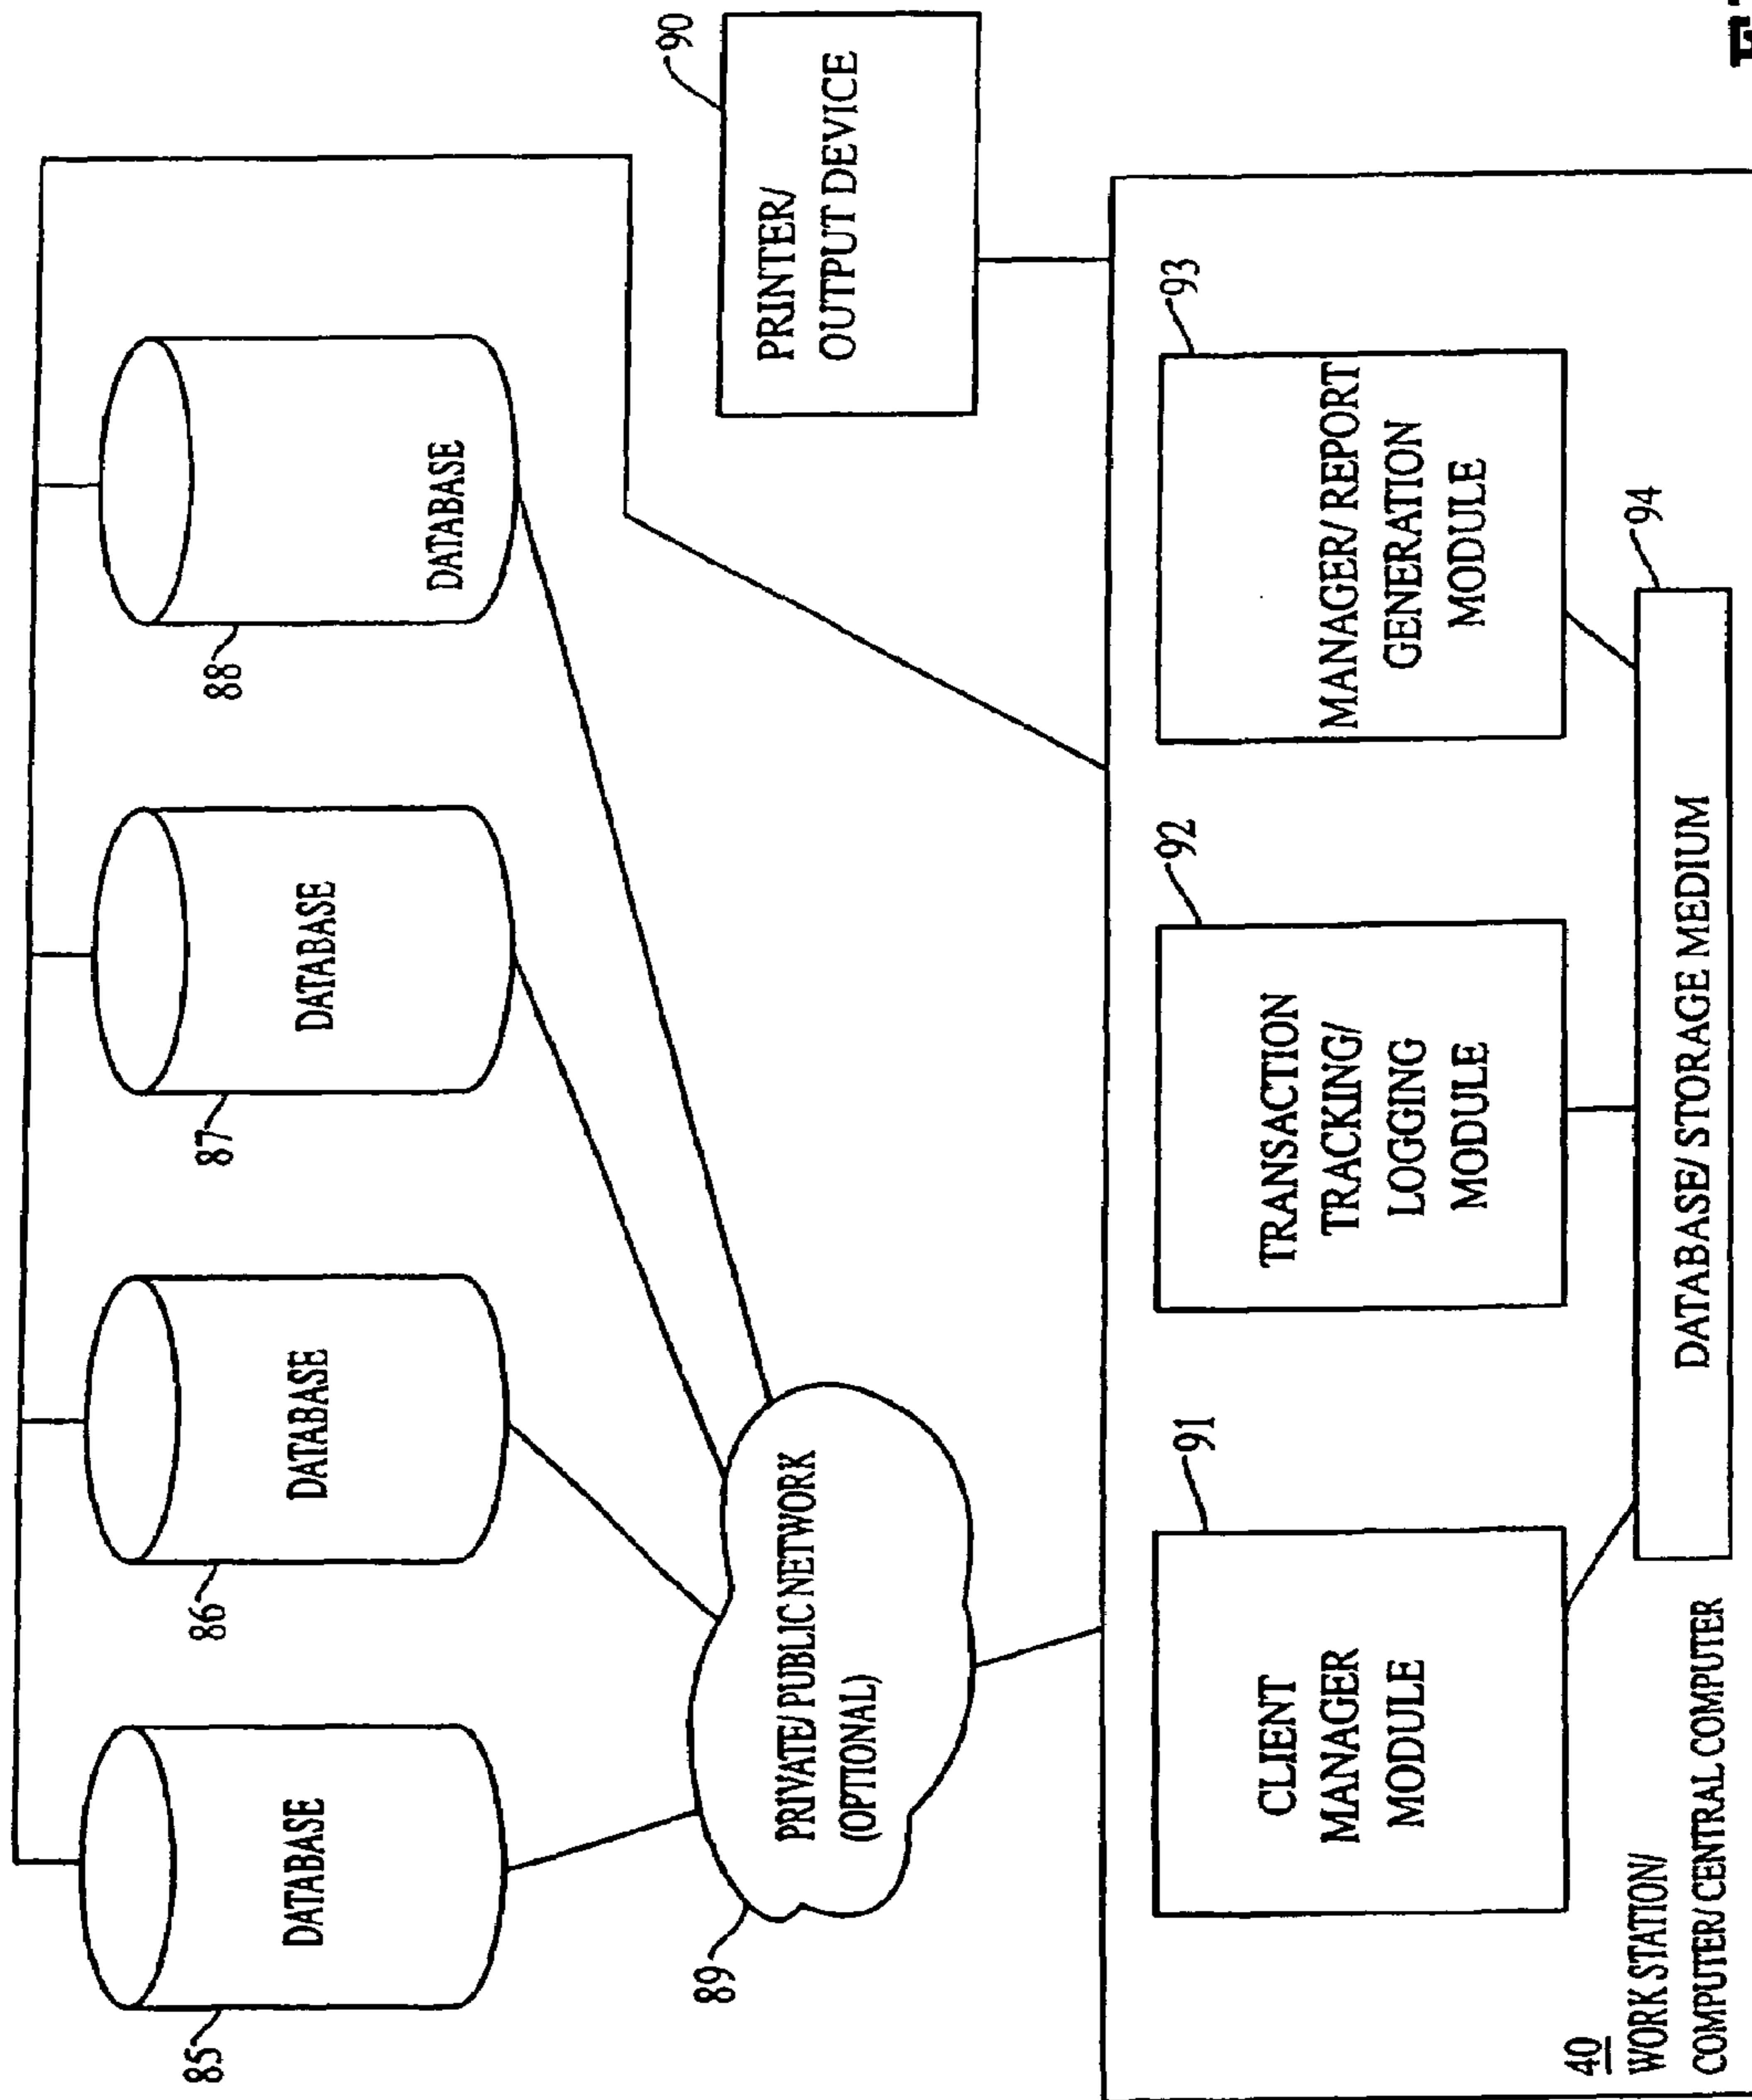 85
DATABASE
86
DATABASE
87
DATABASE
88
DATABASE
89
PRIVATE/ PUBLIC NETWORK
(OPTIONAL)
90
PRINTER/
OUTPUT DEVICE
91
CLIENT
MANAGER
MODULE
92
TRANSACTION
TRACKING/
LOGGING
MODULE
93
MANAGER/ REPORT
GENERATION
MODULE
94
DATABASE/ STORAGE MEDIUM
40
WORK STATION/
COMPUTER/ CENTRAL COMPUTER